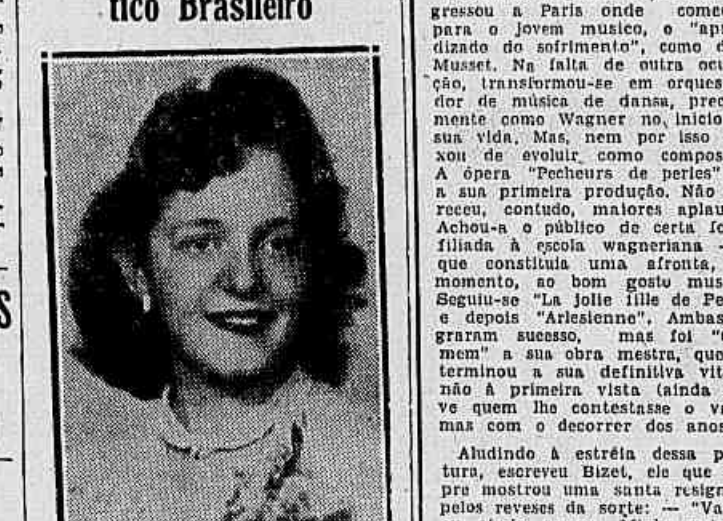 tico Brasileiro
gressou a Paris onde come
para o jovem musico, o "apr
dizado do sofrimento", como d
Musset. Na falta de outra ocu
ção, transformou-se em orques
dor de música de dansa, prec
mente como Wagner no, inicio
sua vida. Mas, nem por isso
xou de evoluir como compos
A ópera "Pecheurs de perles"
a sua primeira produção. Não
receu, contudo, maiores aplau
Achou-a o público de certa fo
filiada à escola wagneriana -
que constituia uma afronta,
momento, ao bom gosto mus
Seguiu-se "La jolie fille de Pe
e depois "Arlesienne". Ambas
graram sucesso, mas foi "
mem" a sua obra mestra, que
terminou a sua definitiva vit
não à primeira vista (ainda
ve quem lhe contestasse o va
mas com o decorrer dos anos
Aludindo à estréia dessa p
tura, escreveu Bizet, ele que
pre mostrou uma santa resign
pelos reveses da sorte: — "Va
S